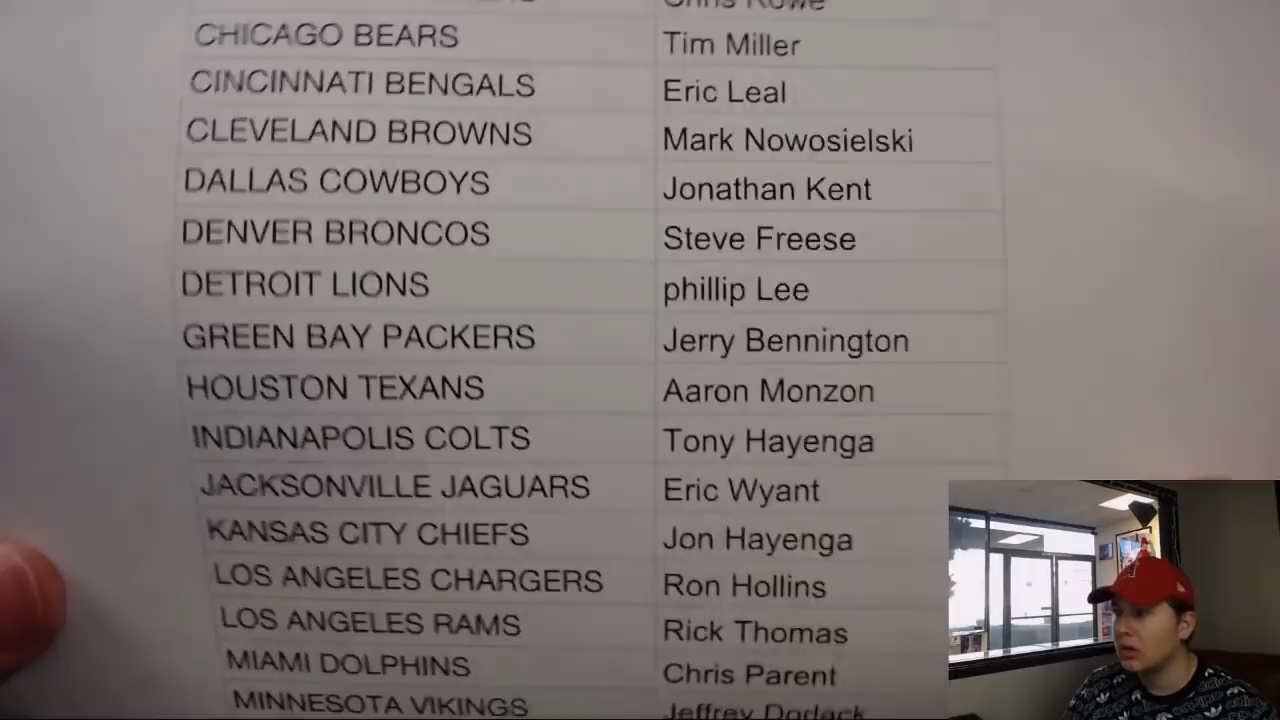 Chris Rowe
CHICAGO BEARS Tim Miller
CINCINNATI BENGALS Eric Leal
CLEVELAND BROWNS Mark Nowosielski
DALLAS COWBOYS Jonathan Kent
DENVER BRONCOS Steve Freese
DETROIT LIONS phillip Lee
GREEN BAY PACKERS Jerry Bennington
HOUSTON TEXANS Aaron Monzon
INDIANAPOLIS COLTS Tony Hayenga
JACKSONVILLE JAGUARS Eric Wyant
KANSAS CITY CHIEFS Jon Hayenga
LOS ANGELES CHARGERS Ron Hollins
LOS ANGELES RAMS Rick Thomas
MIAMI DOLPHINS Chris Parent
MINNESOTA VIKINGS Jeffrey